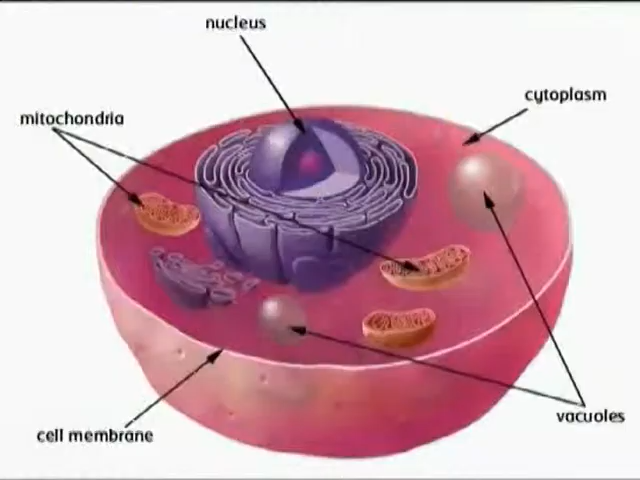 nucleus
cytoplasm
mitochondria
vacuoles
cell membrane